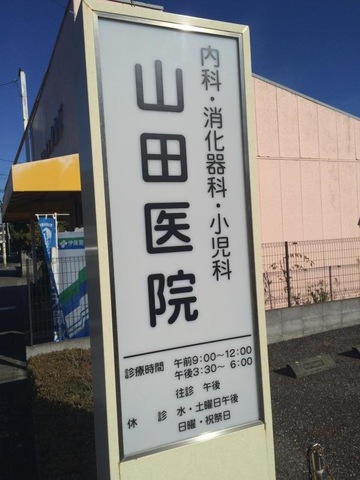 内科・消化器科・小児科
山田医院
診療時間 午前9:00〜12:00
午後3:30〜 6:00
往診 午後
休診 水・土曜日午後
日曜・祝祭日